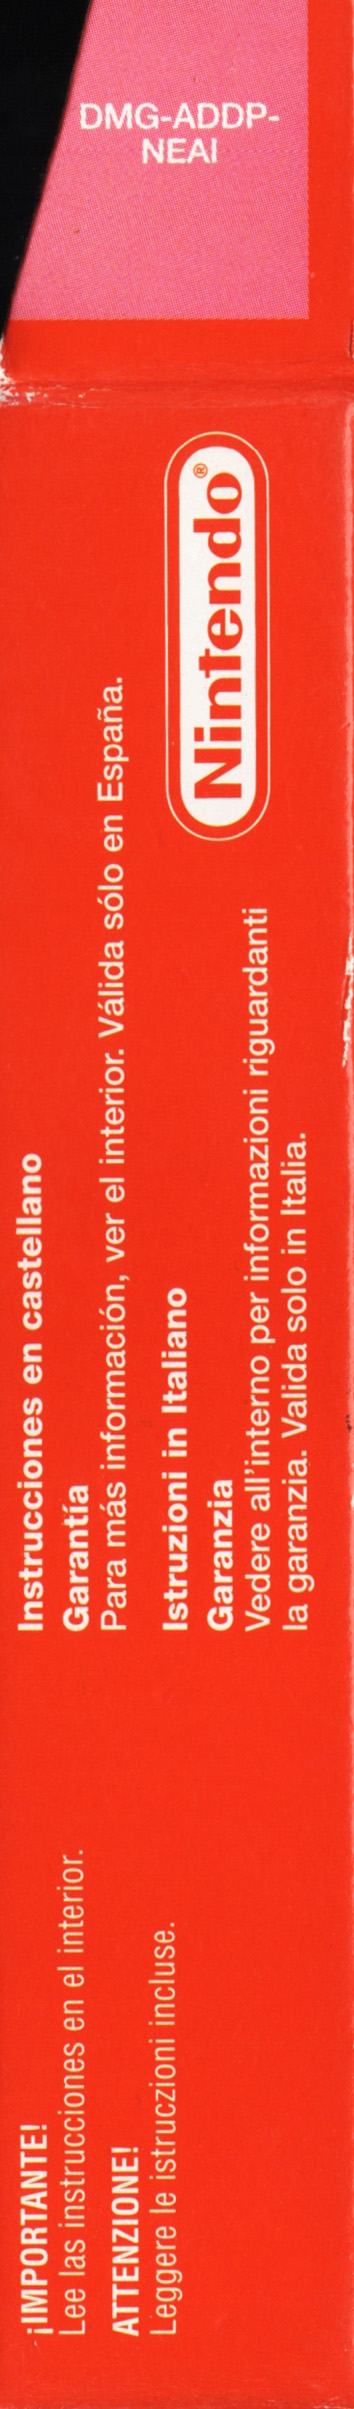 DMG-ADDP-
NEAI
¡IMPORTANTE!
Lee las instrucciones en el interior.
ATTENZIONE!
Leggere le istruczioni incluse.
Instrucciones en castellano
Garantía
Para más información, ver el interior. Válida sólo en España.
Istruzioni in Italiano
Garanzia
Vedere all'interno per informazioni riguardanti
la garanzia. Valida solo in Italia.
Nintendo®